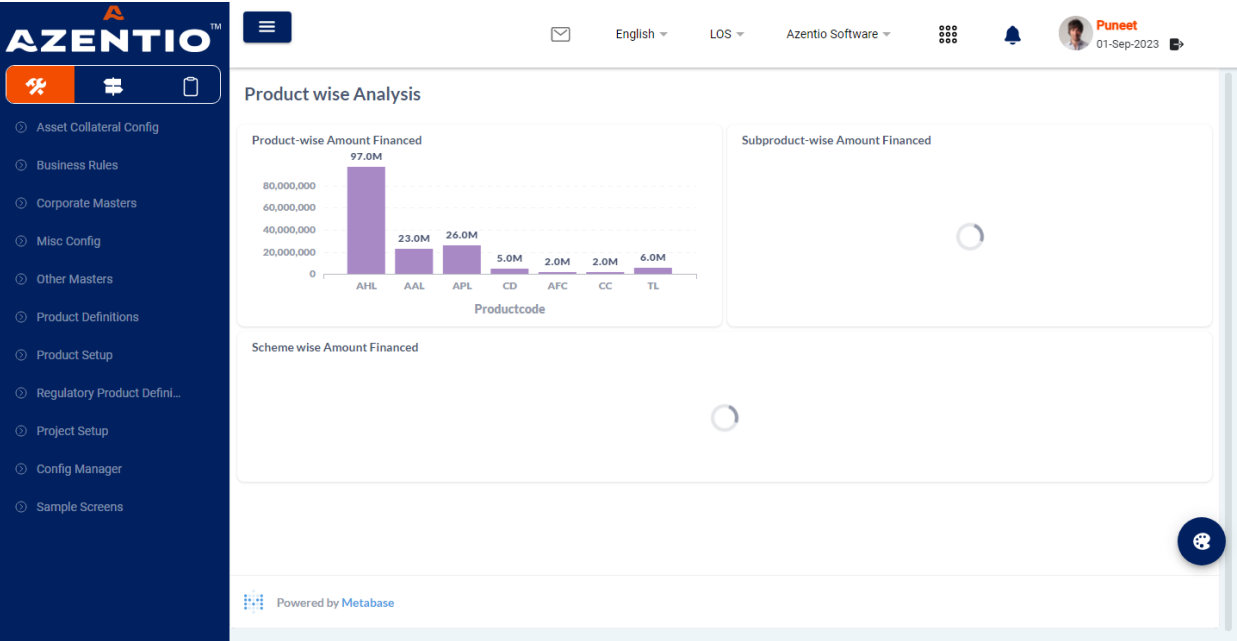 AZENTIO™
English
LOS
Azentio Software
Puneet
01-Sep-2023
Asset Collateral Config
Business Rules
Corporate Masters
Misc Config
Other Masters
Product Definitions
Product Setup
Regulatory Product Defini...
Project Setup
Config Manager
Sample Screens
Product wise Analysis
Product-wise Amount Financed
97.0M
80,000,000
60,000,000
40,000,000
20,000,000
0
23.0M
26.0M
5.0M
2.0M
2.0M
6.0M
AHL AAL APL CD AFC CC TL
Productcode
Subproduct-wise Amount Financed
Scheme wise Amount Financed
Powered by Metabase